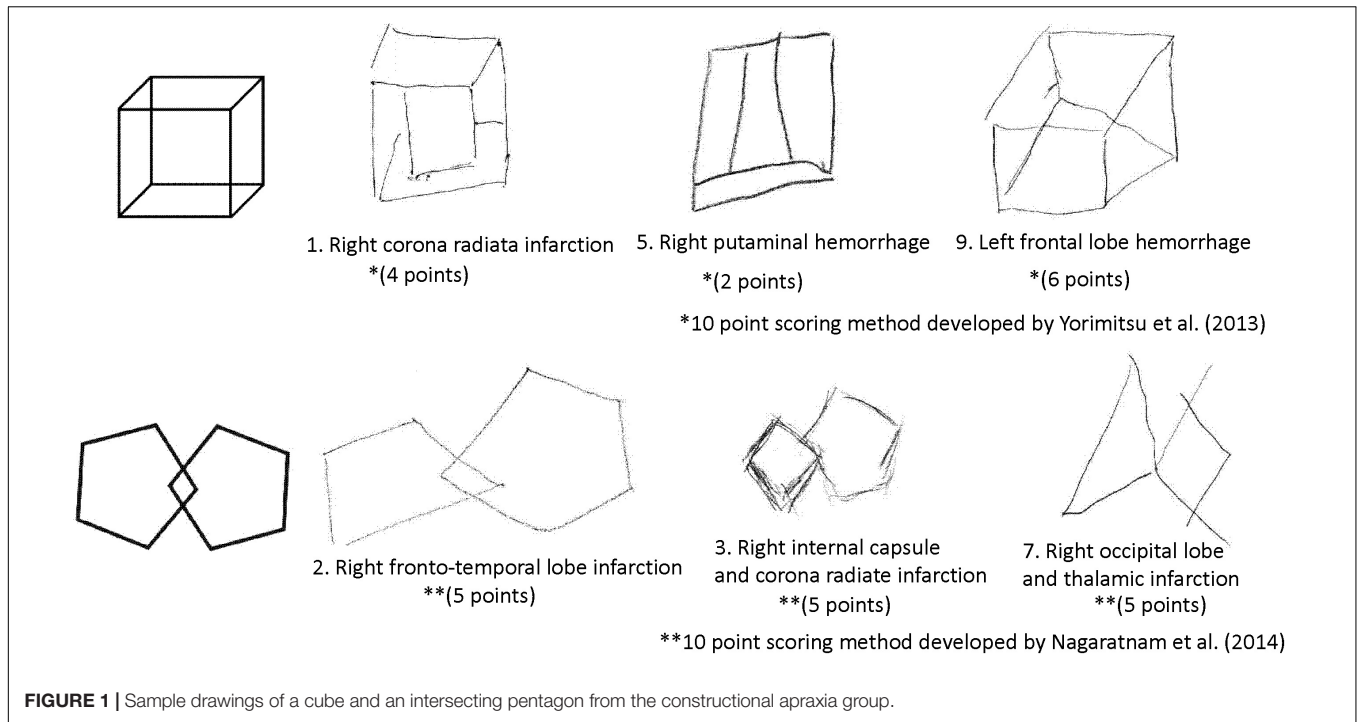 1. Right corona radiata infarction
*(4 points)
5. Right putaminal hemorrhage
*(2 points)
9. Left frontal lobe hemorrhage
*(6 points)
*10 point scoring method developed by Yorimitsu et al. (2013)
2. Right fronto-temporal lobe infarction
**(5 points)
3. Right internal capsule
and corona radiate infarction
**(5 points)
7. Right occipital lobe
and thalamic infarction
**(5 points)
**10 point scoring method developed by Nagaratnam et al. (2014)
FIGURE 1 | Sample drawings of a cube and an intersecting pentagon from the constructional apraxia group.